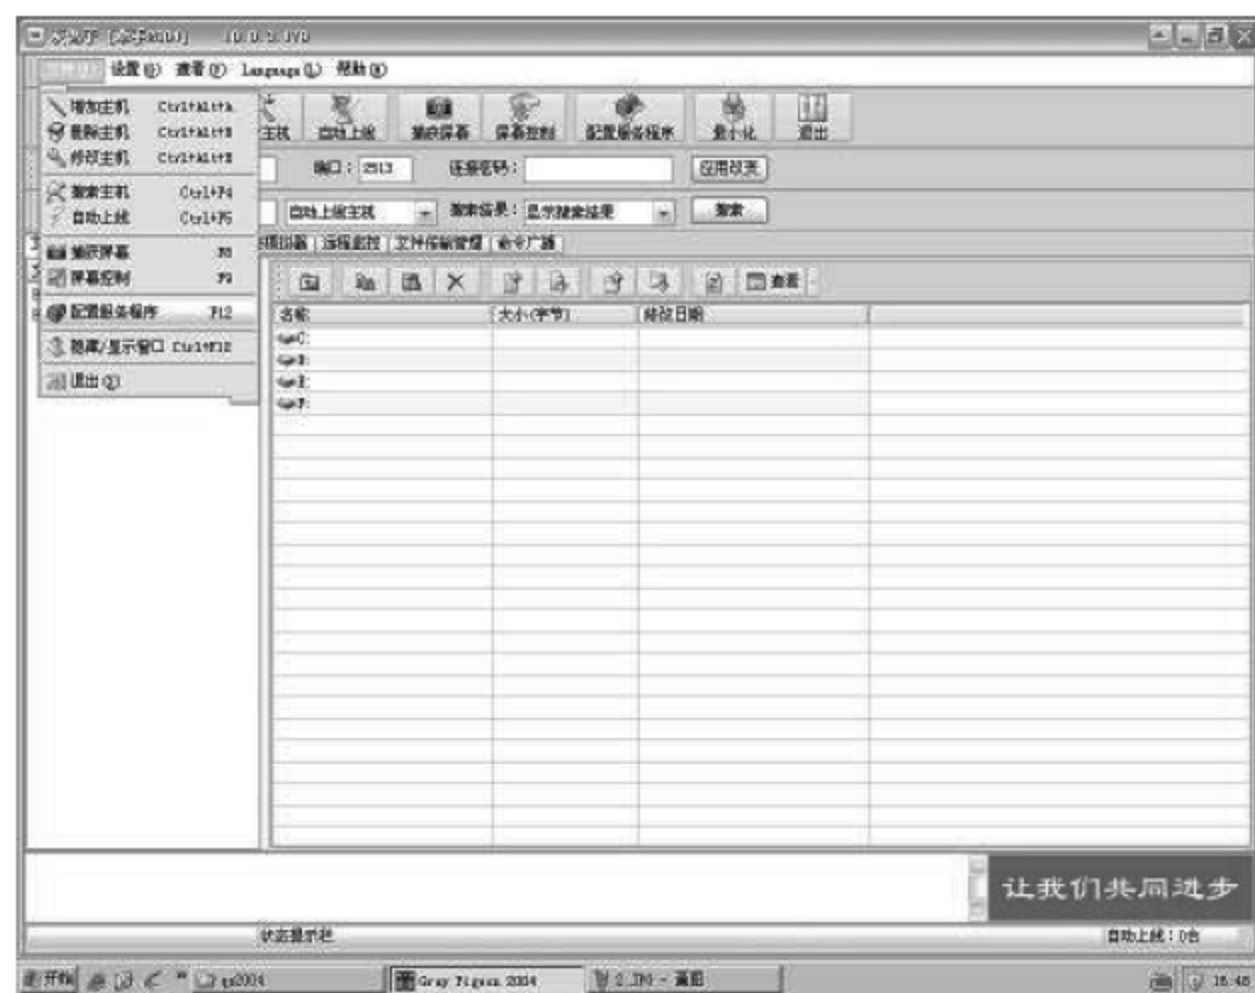 设置(S) 查看(V) Language(L) 帮助(H)
增加主机 Ctrl+Alt+A
删除主机
修改主机
搜索主机 Ctrl+F4
自动上线 Ctrl+F5
捕获屏幕 F8
屏幕控制 F9
配置服务程序 F12
隐藏/显示窗口
退出(X)
主机 自动上线 捕获屏幕 屏幕控制 配置服务程序 最小化 退出
端口: 连接密码: 应用改变
自动上线主机 搜索结果: 显示搜索结果 搜索
远程监控 文件传输管理 命令广播
查看
名称 大小(字节) 修改日期
C:
D:
E:
F:
让我们共同进步
状态提示栏 自动上线:0台
开始 Gray Pigeon 2004 画图